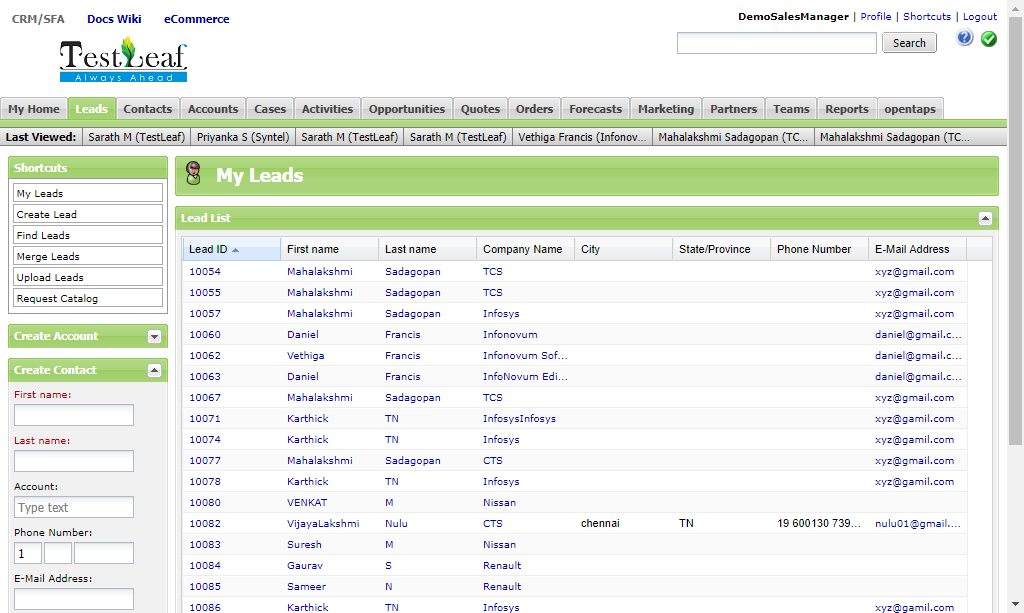 CRM/SFA Docs Wiki eCommerce
DemoSalesManager | Profile | Shortcuts | Logout
Search
TestLeaf
Always Ahead
My Home Leads Contacts Accounts Cases Activities Opportunities Quotes Orders Forecasts Marketing Partners Teams Reports opentaps
Last Viewed: Sarath M (TestLeaf) Priyanka S (Syntel) Sarath M (TestLeaf) Sarath M (TestLeaf) Vethiga Francis (Infonov... Mahalakshmi Sadagopan (TC... Mahalakshmi Sadagopan (TC...
Shortcuts
My Leads
Create Lead
Find Leads
Merge Leads
Upload Leads
Request Catalog
Create Account
Create Contact
First name:
Last name:
Account:
Type text
Phone Number:
1
E-Mail Address:
My Leads
Lead List
Lead ID First name Last name Company Name City State/Province Phone Number E-Mail Address
10054 Mahalakshmi Sadagopan TCS xyz@gmail.com
10055 Mahalakshmi Sadagopan TCS xyz@gmail.com
10057 Mahalakshmi Sadagopan Infosys xyz@gmail.com
10060 Daniel Francis Infonovum daniel@gmail.c...
10062 Vethiga Francis Infonovum Sof... daniel@gmail.c...
10063 Daniel Francis InfoNovum Edi... daniel@gmail.c...
10067 Mahalakshmi Sadagopan TCS xyz@gmail.com
10071 Karthick TN InfosysInfosys xyz@gamil.com
10074 Karthick TN Infosys xyz@gamil.com
10077 Mahalakshmi Sadagopan CTS xyz@gmail.com
10078 Karthick TN Infosys xyz@gamil.com
10080 VENKAT M Nissan
10082 VijayaLakshmi Nulu CTS chennai TN 19 600130 739... nulu01@gmail....
10083 Suresh M Nissan
10084 Gaurav S Renault
10085 Sameer N Renault
10086 Karthick TN Infosys xyz@gamil.com